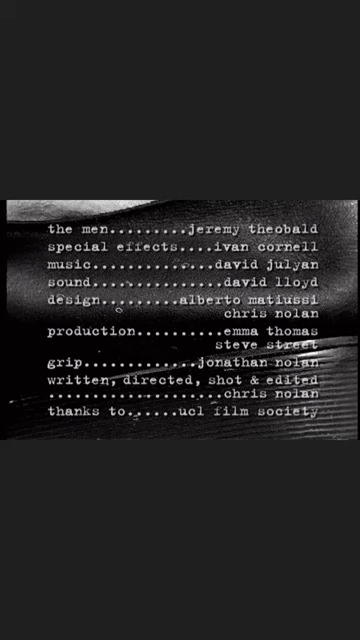 the men.........jeremy theobald
special effects....ivan cornell
music..............david julyan
sound...............david lloyd
design.........alberto matiussi
chris nolan
production..........emma thomas
steve street
grip.............jonathan nolan
written, directed, shot & edited
....................chris nolan
thanks to......ucl film society